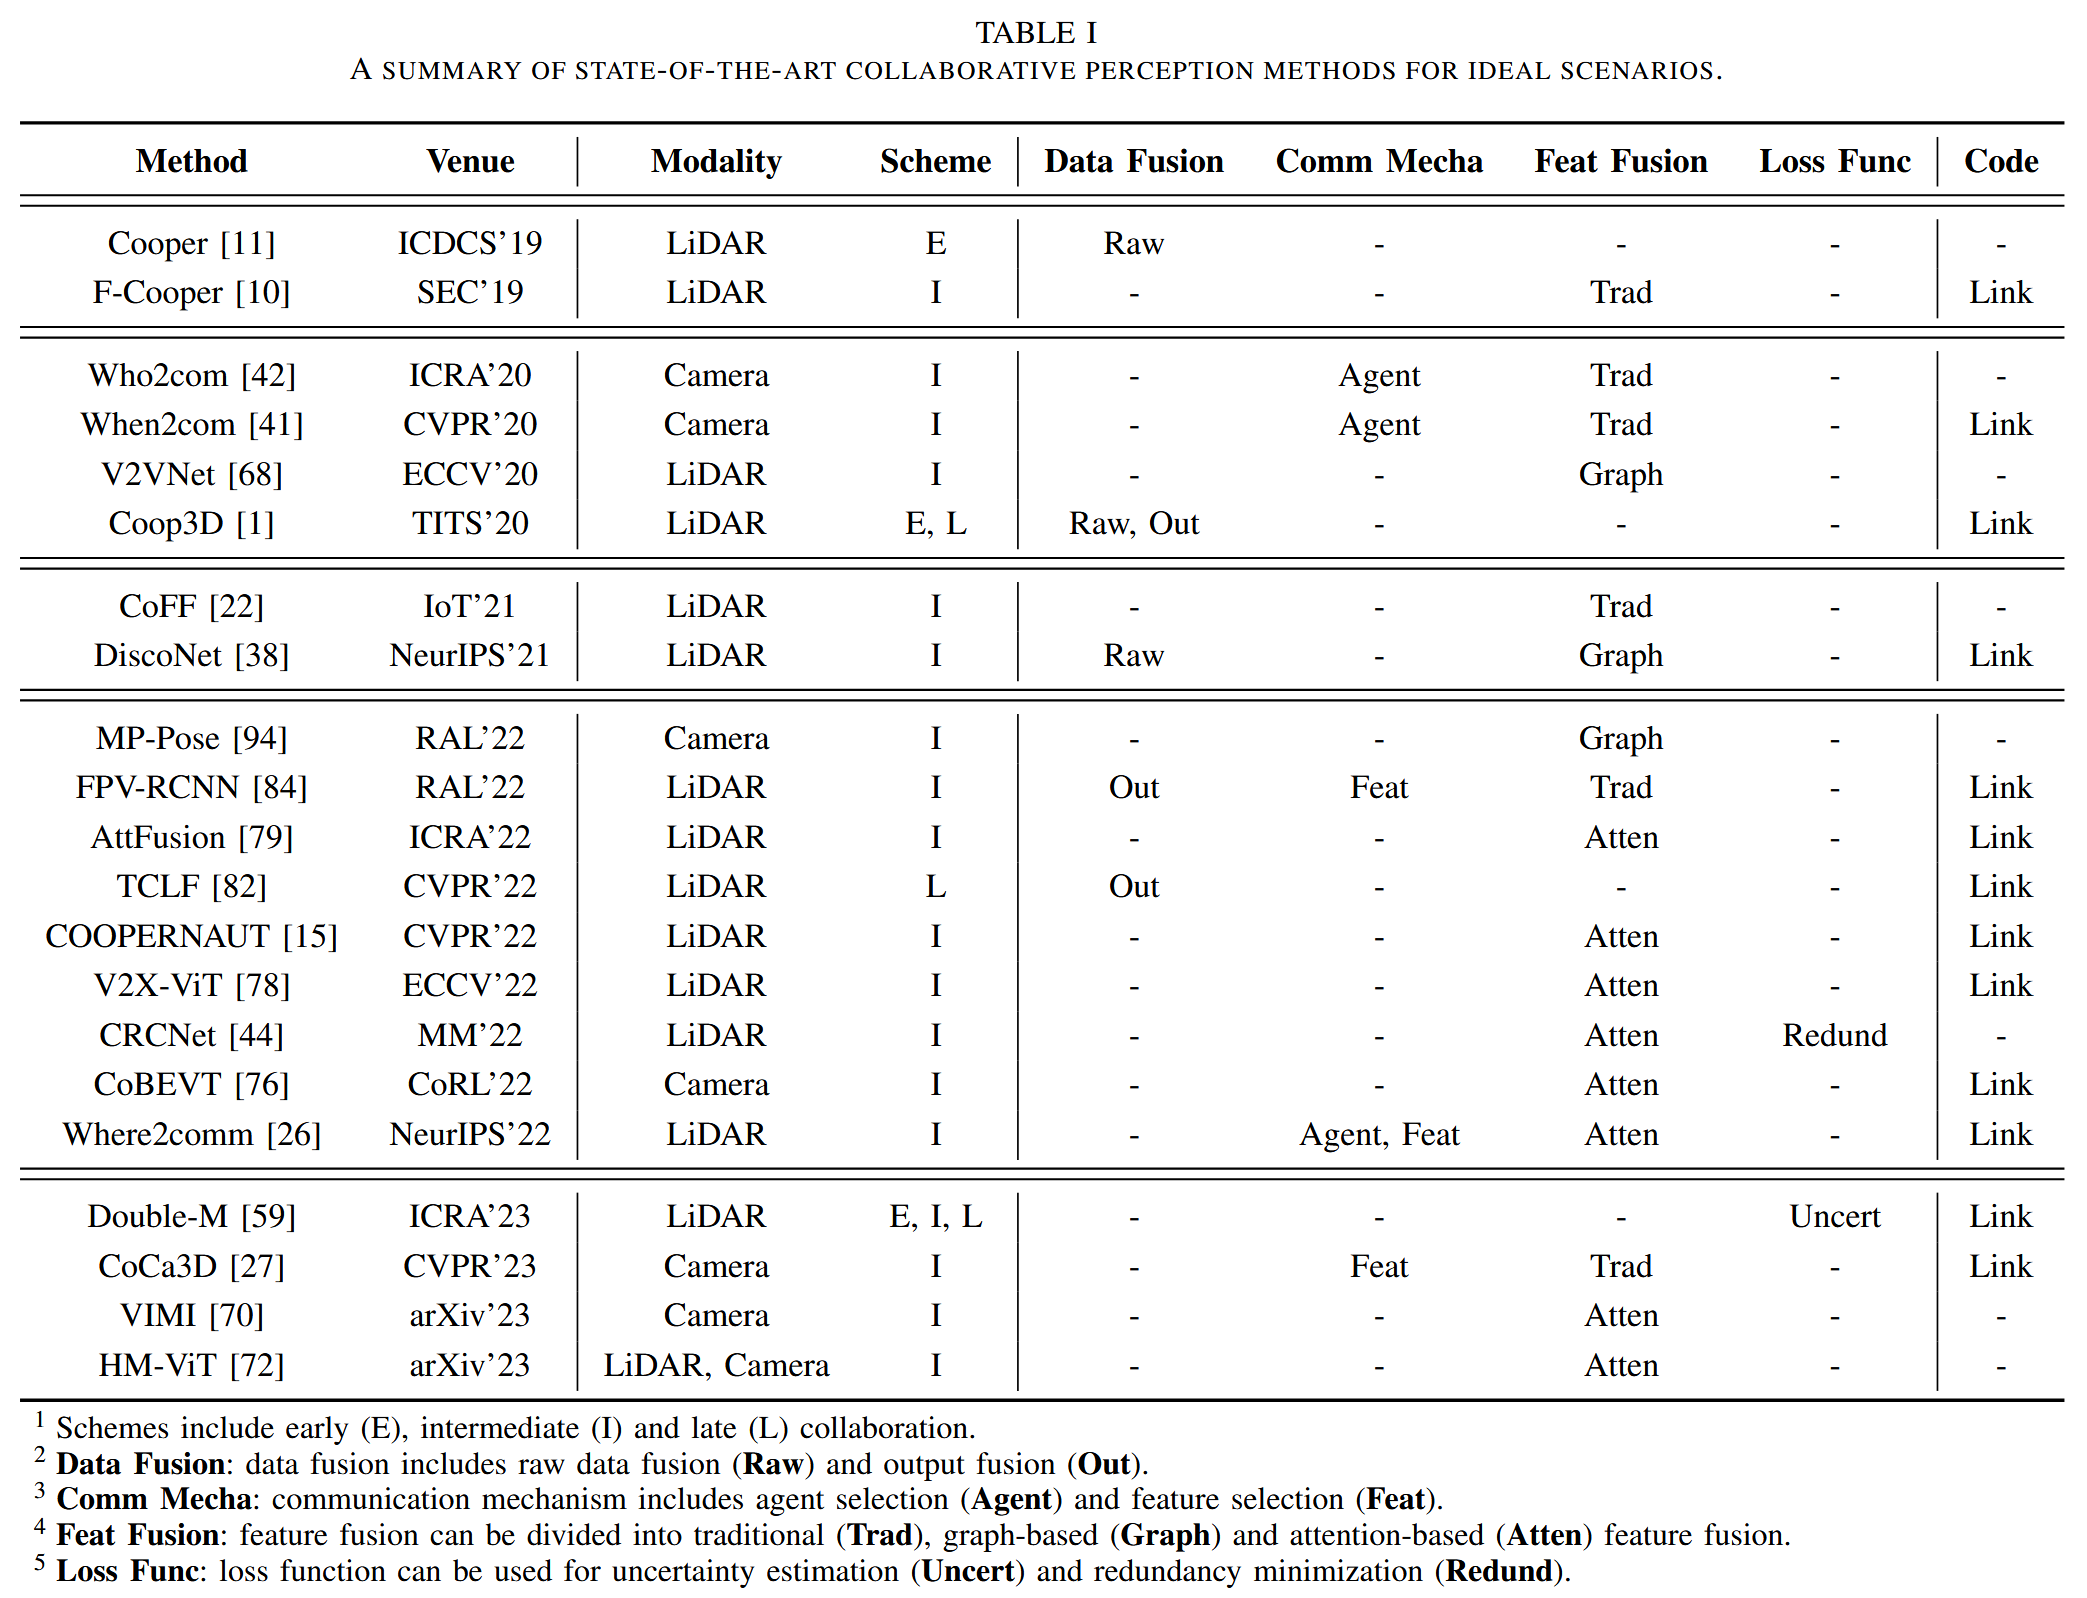 TABLE I
A SUMMARY OF STATE-OF-THE-ART COLLABORATIVE PERCEPTION METHODS FOR IDEAL SCENARIOS.
Method Venue Modality Scheme Data Fusion Comm Mecha Feat Fusion Loss Func Code
Cooper [11] ICDCS’19 LiDAR E Raw - - - -
F-Cooper [10] SEC’19 LiDAR I - - Trad - Link
Who2com [42] ICRA’20 Camera I - Agent Trad - -
When2com [41] CVPR’20 Camera I - Agent Trad - Link
V2VNet [68] ECCV’20 LiDAR I - - Graph - -
Coop3D [1] TITS’20 LiDAR E, L Raw, Out - - - Link
CoFF [22] IoT’21 LiDAR I - - Trad - -
DiscoNet [38] NeurIPS’21 LiDAR I Raw - Graph - Link
MP-Pose [94] RAL’22 Camera I - - Graph - -
FPV-RCNN [84] RAL’22 LiDAR I Out Feat Trad - Link
AttFusion [79] ICRA’22 LiDAR I - - Atten - Link
TCLF [82] CVPR’22 LiDAR L Out - - - Link
COOPERNAUT [15] CVPR’22 LiDAR I - - Atten - Link
V2X-ViT [78] ECCV’22 LiDAR I - - Atten - Link
CRCNet [44] MM’22 LiDAR I - - Atten Redund -
CoBEVT [76] CoRL’22 Camera I - - Atten - Link
Where2comm [26] NeurIPS’22 LiDAR I - Agent, Feat Atten - Link
Double-M [59] ICRA’23 LiDAR E, I, L - - - Uncert Link
CoCa3D [27] CVPR’23 Camera I - Feat Trad - Link
VIMI [70] arXiv’23 Camera I - - Atten - -
HM-ViT [72] arXiv’23 LiDAR, Camera I - - Atten - -
1 Schemes include early (E), intermediate (I) and late (L) collaboration.
2 Data Fusion: data fusion includes raw data fusion (Raw) and output fusion (Out).
3 Comm Mecha: communication mechanism includes agent selection (Agent) and feature selection (Feat).
4 Feat Fusion: feature fusion can be divided into traditional (Trad), graph-based (Graph) and attention-based (Atten) feature fusion.
5 Loss Func: loss function can be used for uncertainty estimation (Uncert) and redundancy minimization (Redund).